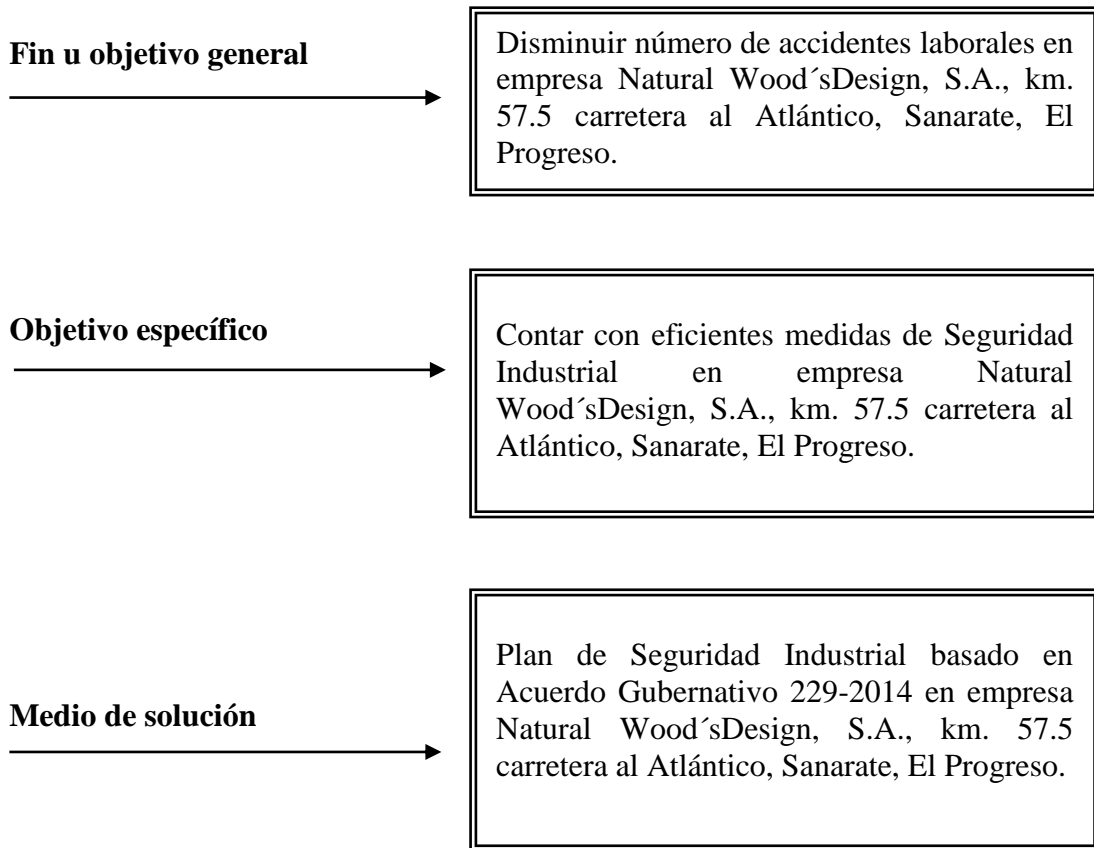 Fin u objetivo general
Disminuir número de accidentes laborales en
empresa Natural Wood´sDesign, S.A., km.
57.5 carretera al Atlántico, Sanarate, El
Progreso.
Objetivo específico
Contar con eficientes medidas de Seguridad
Industrial en empresa Natural
Wood´sDesign, S.A., km. 57.5 carretera al
Atlántico, Sanarate, El Progreso.
Medio de solución
Plan de Seguridad Industrial basado en
Acuerdo Gubernativo 229-2014 en empresa
Natural Wood´sDesign, S.A., km. 57.5
carretera al Atlántico, Sanarate, El Progreso.